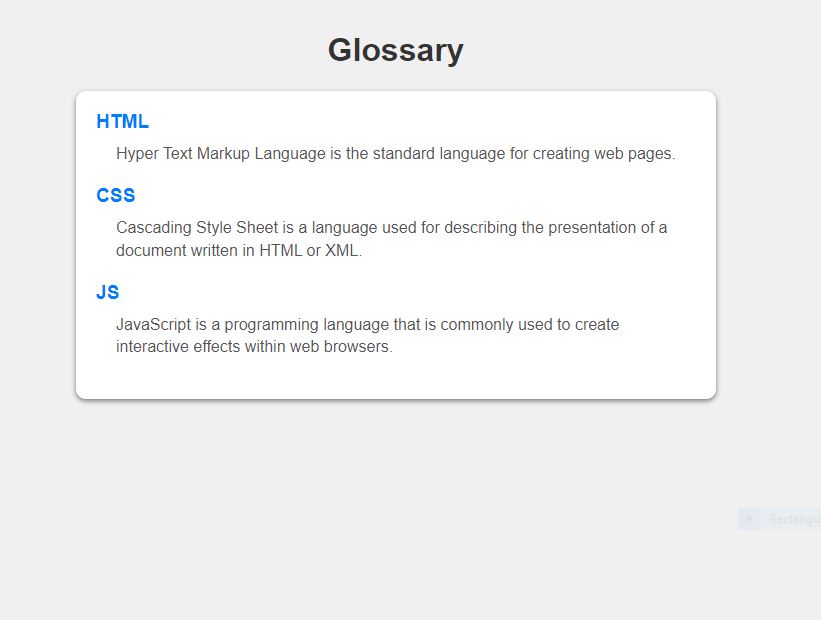 Glossary
HTML
Hyper Text Markup Language is the standard language for creating web pages.
CSS
Cascading Style Sheet is a language used for describing the presentation of a
document written in HTML or XML.
JS
JavaScript is a programming language that is commonly used to create
interactive effects within web browsers.
Rectangu